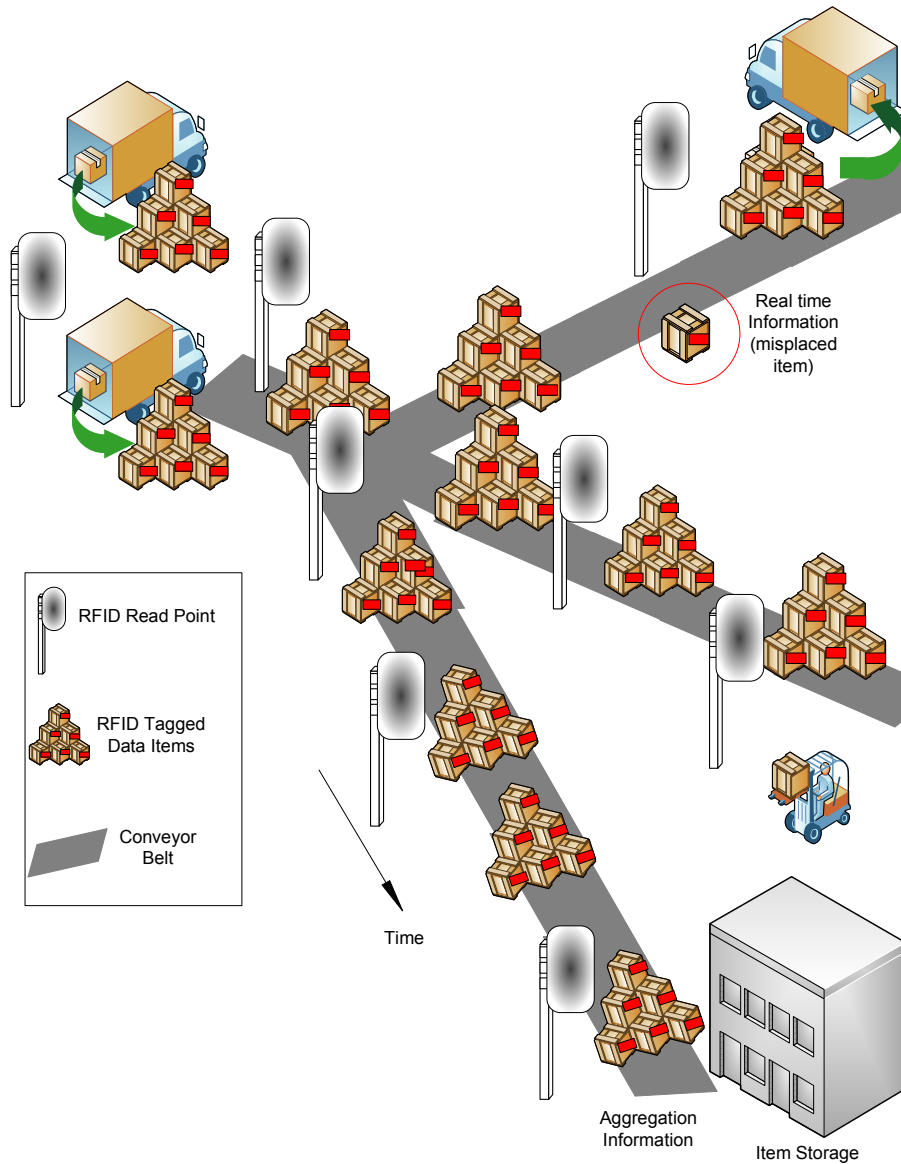 Real time
Information
(misplaced
item)
RFID Read Point
RFID Tagged
Data Items
Conveyor
Belt
Time
Aggregation
Information
Item Storage